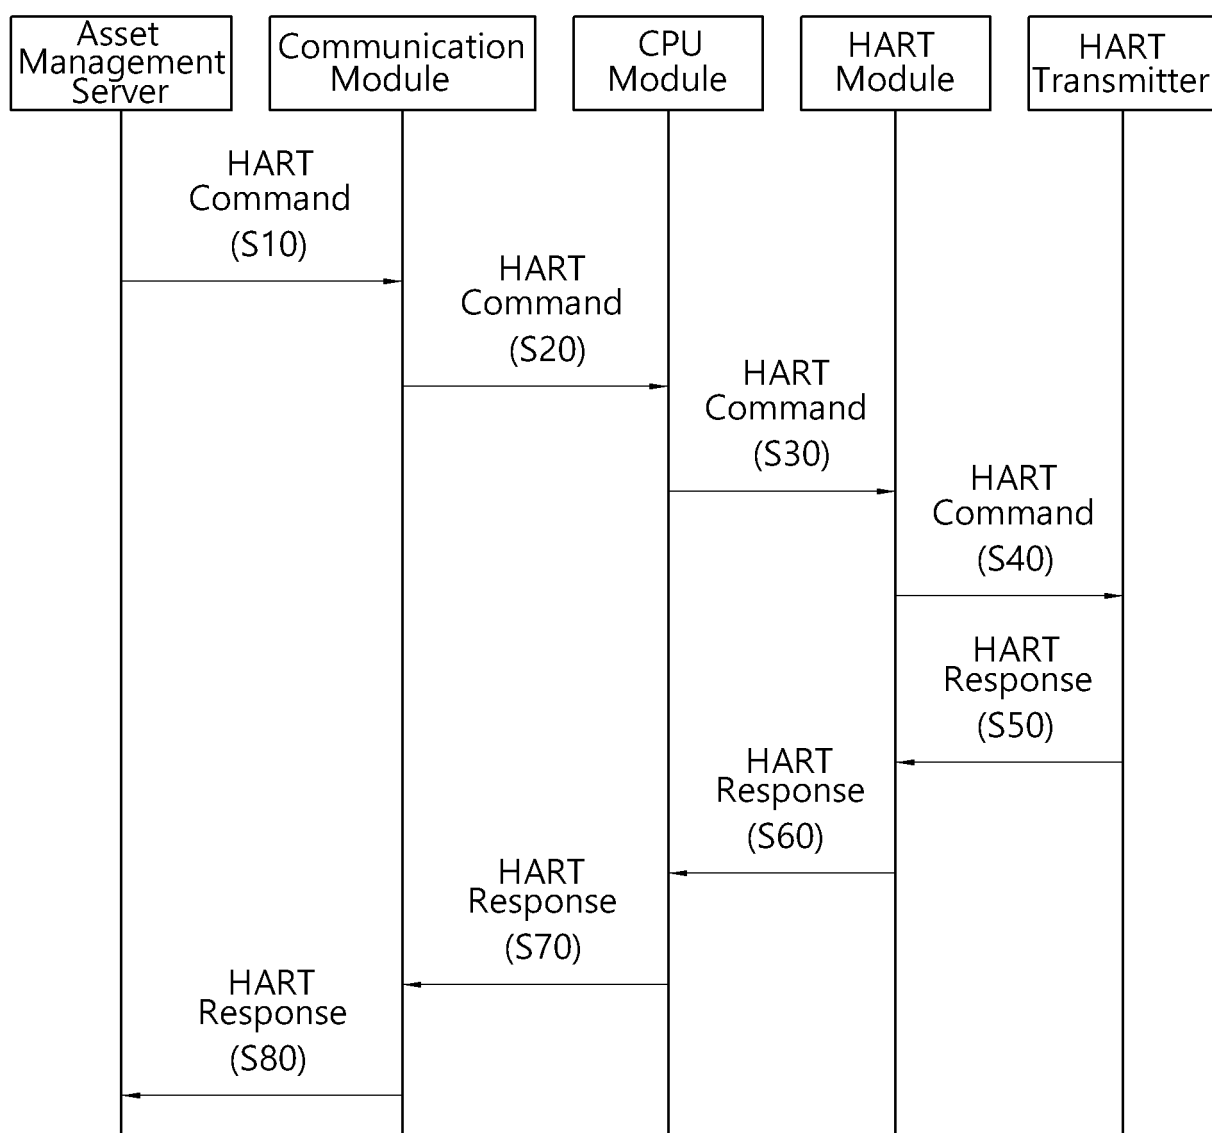 Asset
Management
Server
Communication
Module
CPU
Module
HART
Module
HART
Transmitter
HART
Command
(S10)
HART
Command
(S20)
HART
Command
(S30)
HART
Command
(S40)
HART
Response
(S50)
HART
Response
(S60)
HART
Response
(S70)
HART
Response
(S80)